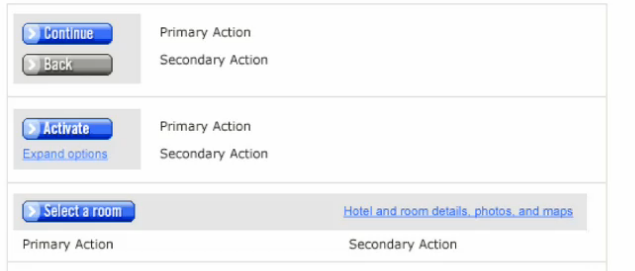 Continue Primary Action
Back Secondary Action
Activate Primary Action
Expand options Secondary Action
Select a room Hotel and room details, photos, and maps
Primary Action Secondary Action